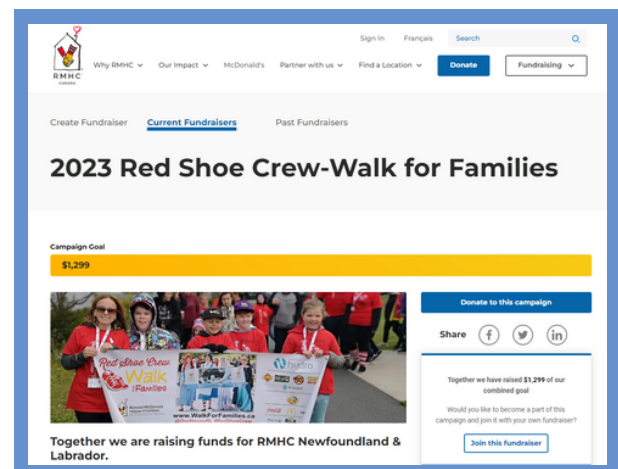 Sign In Français Search
RMHC
CANADA
Why RMHC Our Impact McDonald's Partner with us Find a Location Donate Fundraising
Create Fundraiser Current Fundraisers Past Fundraisers
2023 Red Shoe Crew-Walk for Families
Campaign Goal
$1,299
Donate to this campaign
Share
Red Shoe Crew
Walk
for Families
hydro
www.WalkForFamilies.ca
Together we have raised $1,299 of our
combined goal
Would you like to become a part of this
campaign and join it with your own fundraiser?
Join this fundraiser
Together we are raising funds for RMHC Newfoundland &
Labrador.